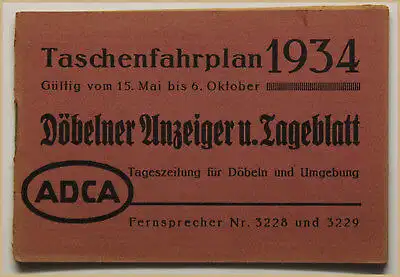 Taschenfahrplan 1934
Gültig vom 15. Mai bis 6. Oktober
Döbelner Anzeiger u. Tageblatt
Tageszeitung für Döbeln und Umgebung
ADCA
Fernsprecher Nr. 3228 und 3229